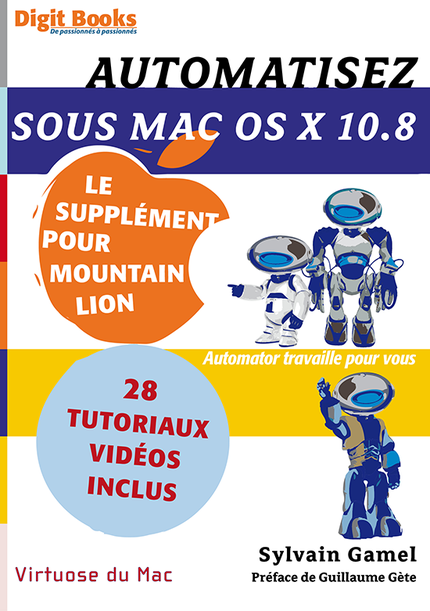 Digit Books
De passionnés à passionnés
AUTOMATISEZ
SOUS MAC OS X 10.8
LE
SUPPLÉMENT
POUR
MOUNTAIN
LION
Automator travaille pour vous
28
TUTORIAUX
VIDÉOS
INCLUS
Sylvain Gamel
Virtuose du Mac
Préface de Guillaume Gète